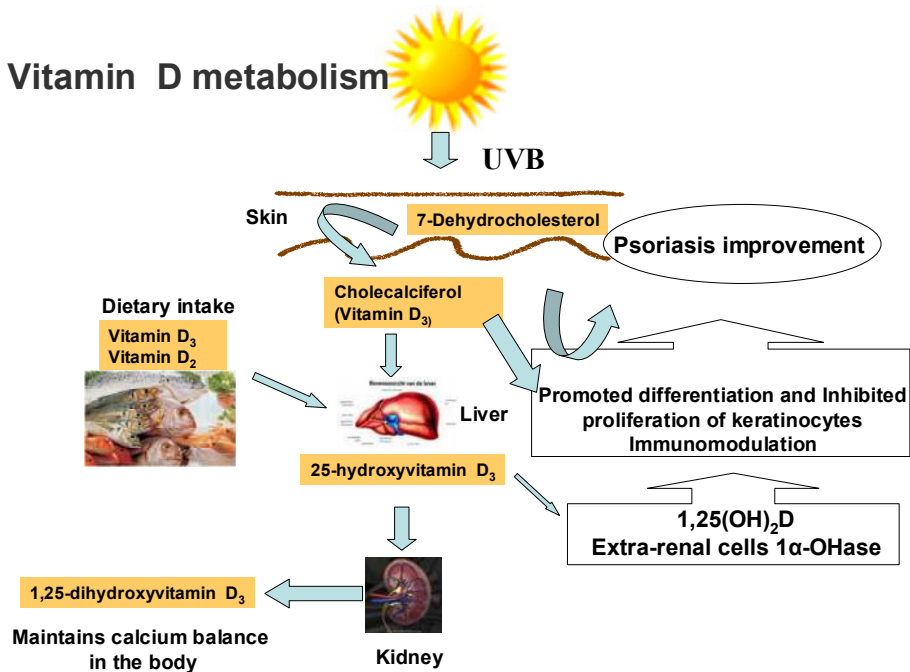 Vitamin D metabolism
UVB
Skin
7-Dehydrocholesterol
Psoriasis improvement
Cholecalciferol
(Vitamin D₃)
Dietary intake
Vitamin D₃
Vitamin D₂
Liver
Promoted differentiation and Inhibited
proliferation of keratinocytes
Immunomodulation
25-hydroxyvitamin D₃
1,25(OH)₂D
Extra-renal cells 1α-OHase
1,25-dihydroxyvitamin D₃
Maintains calcium balance
in the body
Kidney